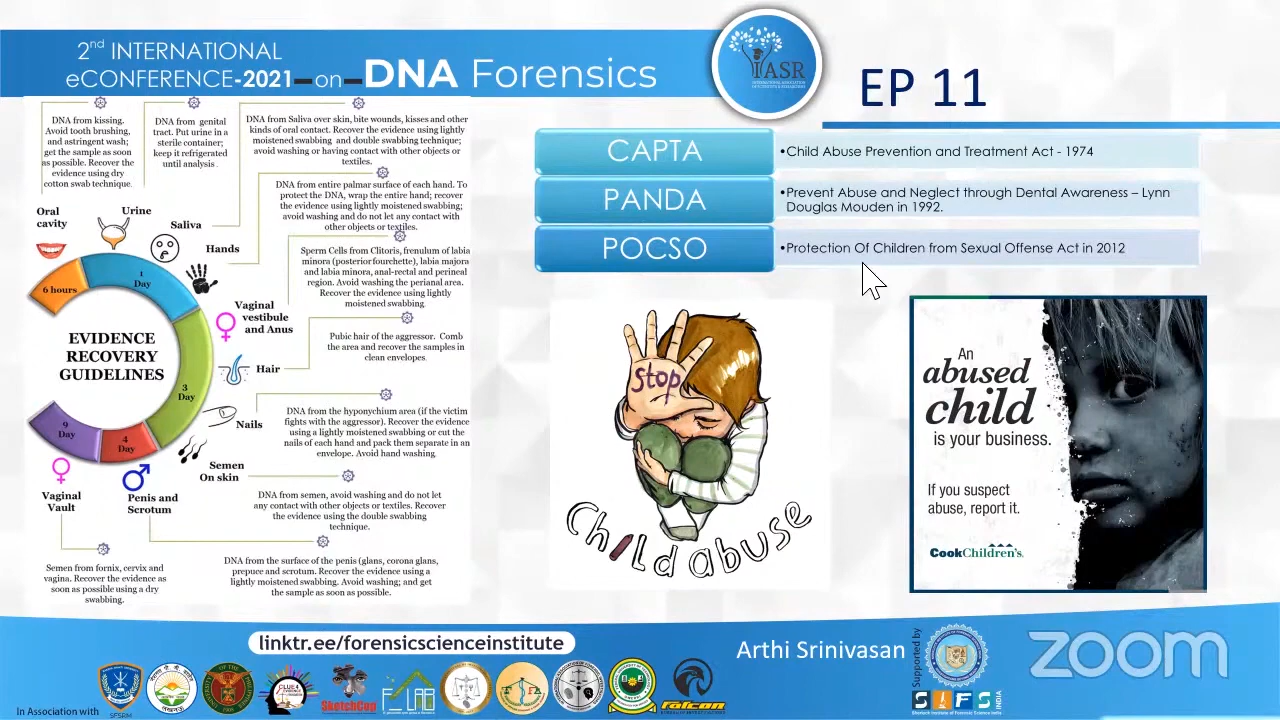 2nd INTERNATIONAL
eCONFERENCE-2021-on-DNA Forensics
IASR
EP 11
DNA from kissing.
Avoid tooth brushing,
and astringent wash;
get the sample as soon
as possible. Recover the
evidence using dry
cotton swab technique.
DNA from genital
tract. Put urine in a
sterile container;
keep it refrigerated
until analysis.
DNA from Saliva over skin, bite wounds, kisses and other
kinds of oral contact. Recover the evidence using lightly
moistened swabbing and double swabbing technique;
avoid washing or having contact with other objects or
textiles.
DNA from entire palmar surface of each hand. To
protect the DNA, wrap the entire hand; recover
the evidence using lightly moistened swabbing;
avoid washing and do not let any contact with
other objects or textiles.
Sperm Cells from Clitoris, frenulum of labia
minora (posterior fourchette), labia majora
and labia minora, anal-rectal and perineal
region. Avoid washing the perianal area.
Recover the evidence using lightly
moistened swabbing
Pubic hair of the aggressor. Comb
the area and recover the samples in
clean envelopes
DNA from the hyponychium area (if the victim
fights with the aggressor). Recover the evidence
using a lightly moistened swabbing or cut the
nails of each hand and pack them separate in an
envelope. Avoid hand washing
DNA from semen, avoid washing and do not let
any contact with other objects or textiles. Recover
the evidence using the double swabbing
technique.
DNA from the surface of the penis (glans, corona glans,
prepuce and scrotum. Recover the evidence using a
lightly moistened swabbing. Avoid washing; and get
the sample as soon as possible.
Semen from fornix, cervix and
vagina. Recover the evidence as
soon as possible using a dry
swabbing.
Oral
cavity
Urine
Saliva
Hands
Vaginal
vestibule
and Anus
Hair
Nails
Semen
On skin
Penis and
Scrotum
Vaginal
Vault
6 hours
1
Day
3
Day
4
Day
9
Day
EVIDENCE
RECOVERY
GUIDELINES
CAPTA
•Child Abuse Prevention and Treatment Act - 1974
PANDA
•Prevent Abuse and Neglect through Dental Awareness – Lynn
Douglas Mouden in 1992.
POCSO
•Protection Of Children from Sexual Offense Act in 2012
Stop
Child abuse
An
abused
child
is your business.
If you suspect
abuse, report it.
CookChildren's.
linktr.ee/forensicscienceinstitute
Arthi Srinivasan
Supported by
SIFS INDIA
zoom
In Association with
SFSRM
CLUE 4
EVIDENCE
SketchCop
F LAB
falcon